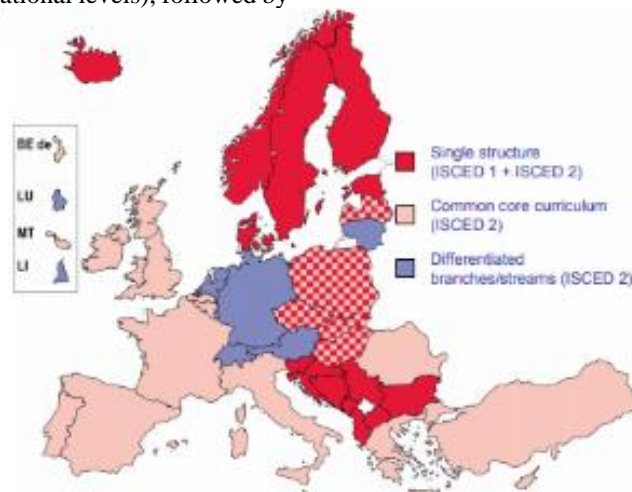 ational levels), followed by
BE de
LU
MT
LI
Single structure
(ISCED 1 + ISCED 2)
Common core curriculum
(ISCED 2)
Differentiated
branches/streams (ISCED 2)